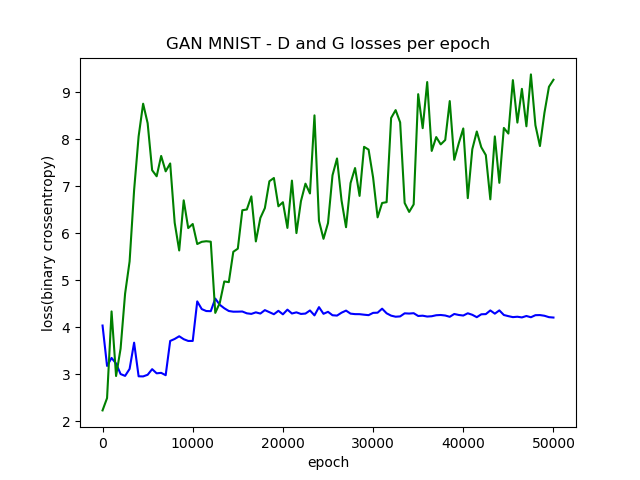 GAN MNIST - D and G losses per epoch
loss(binary crossentropy)
9
8
7
6
5
4
3
2
0 10000 20000 30000 40000 50000
epoch